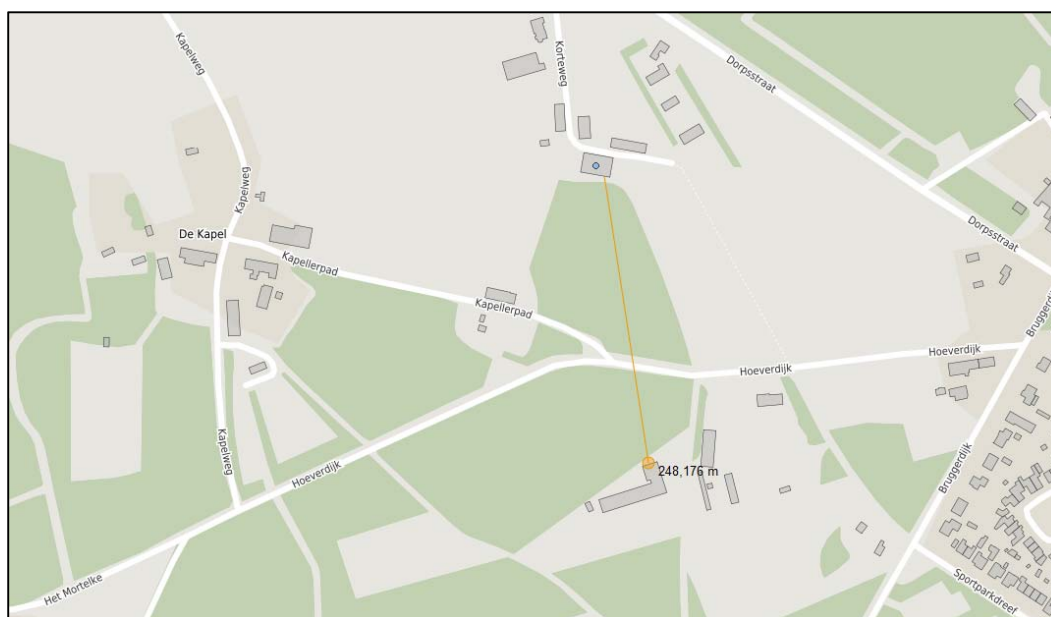 Kapelweg
Korteweg
Dorpsstraat
Kapelweg
De Kapel
Kapellerpad
Dorpsstraat
Kapellerpad
Bruggerdijk
Hoeverdijk
Hoeverdijk
Kapelweg
Hoeverdijk
248,176 m
Bruggerdijk
Het Mortelke
Sportparkdreef